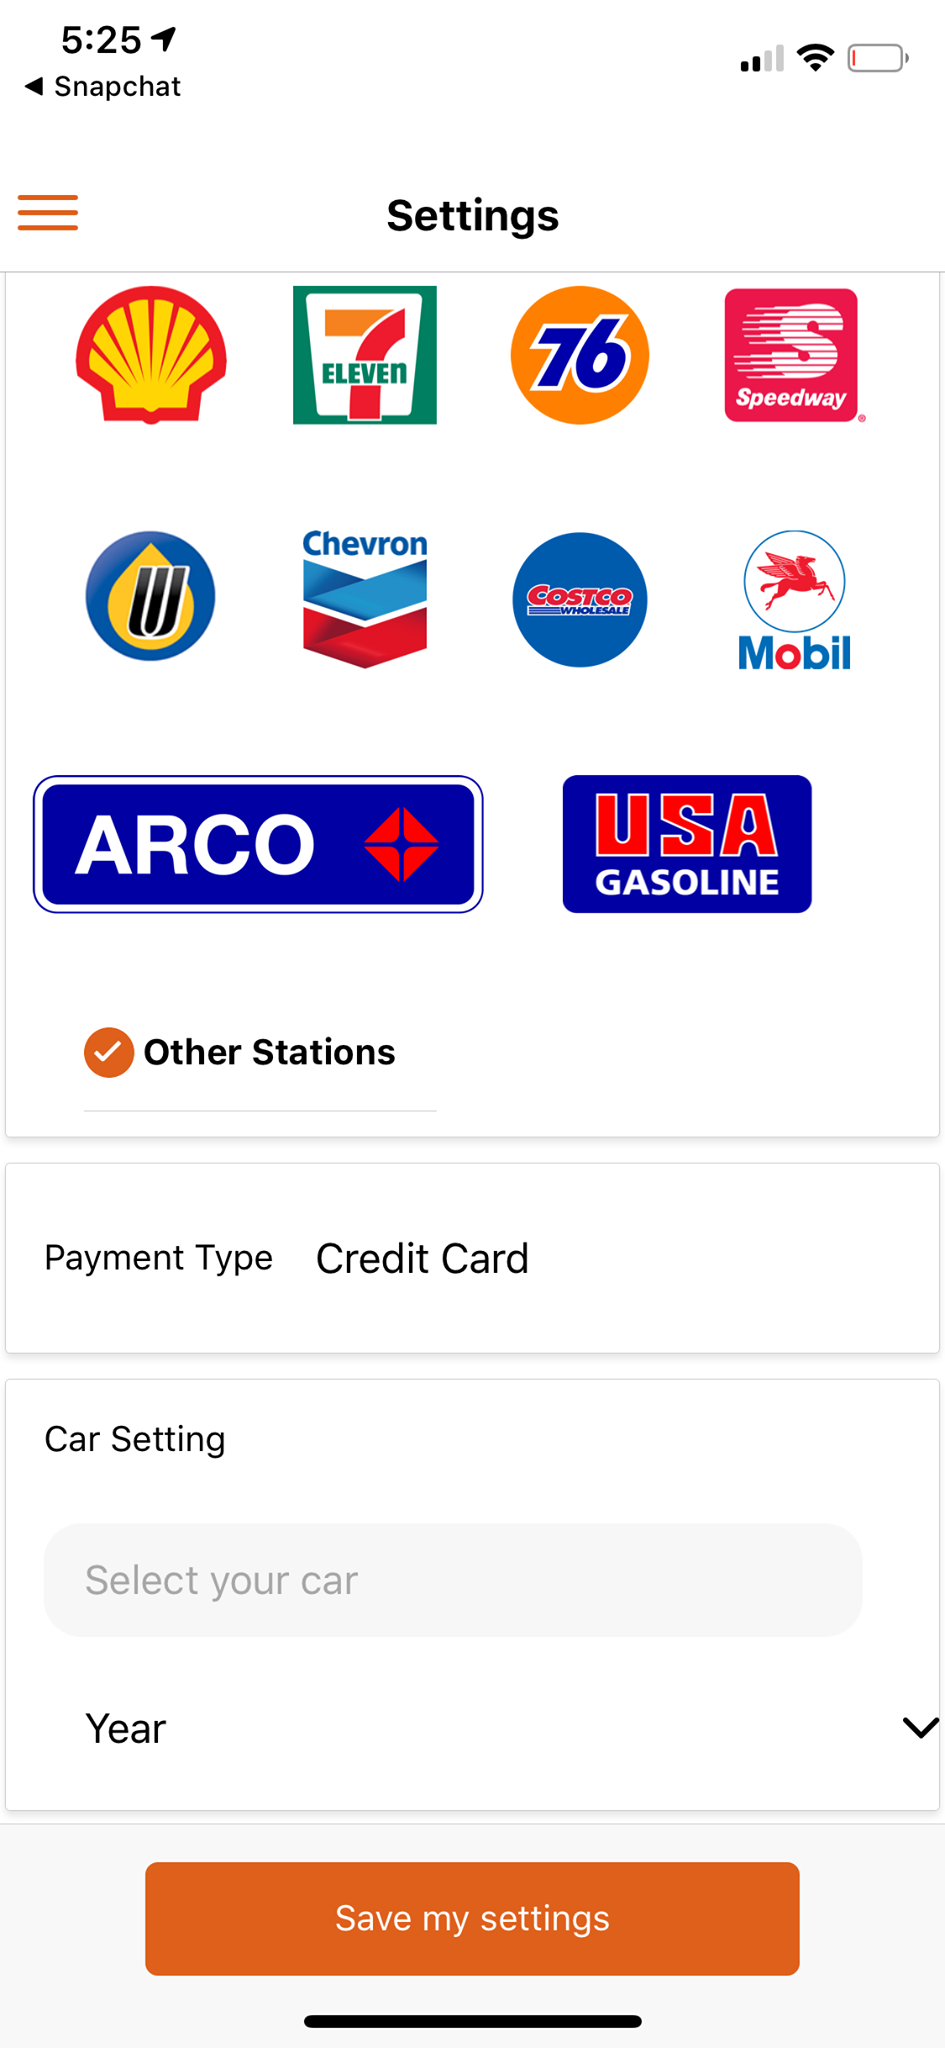 5:25
Snapchat
Settings
7
ELEVEN
76
S
Speedway
U
Chevron
COSTCO
WHOLESALE
Mobil
ARCO
USA
GASOLINE
Other Stations
Payment Type Credit Card
Car Setting
Select your car
Year
Save my settings